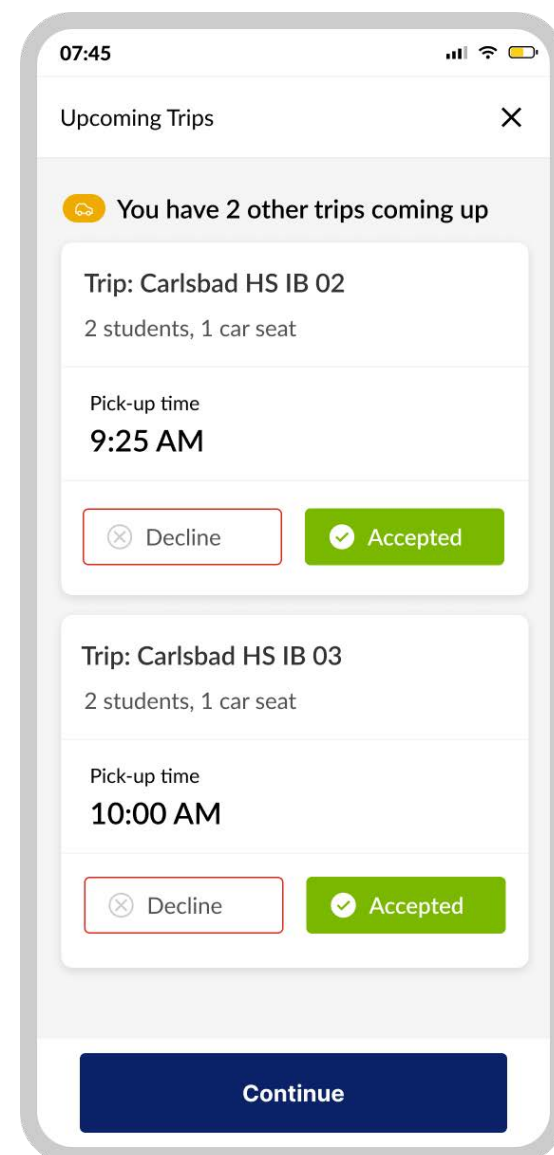 07:45
Upcoming Trips
You have 2 other trips coming up
Trip: Carlsbad HS IB 02
2 students, 1 car seat
Pick-up time
9:25 AM
Decline
Accepted
Trip: Carlsbad HS IB 03
2 students, 1 car seat
Pick-up time
10:00 AM
Decline
Accepted
Continue